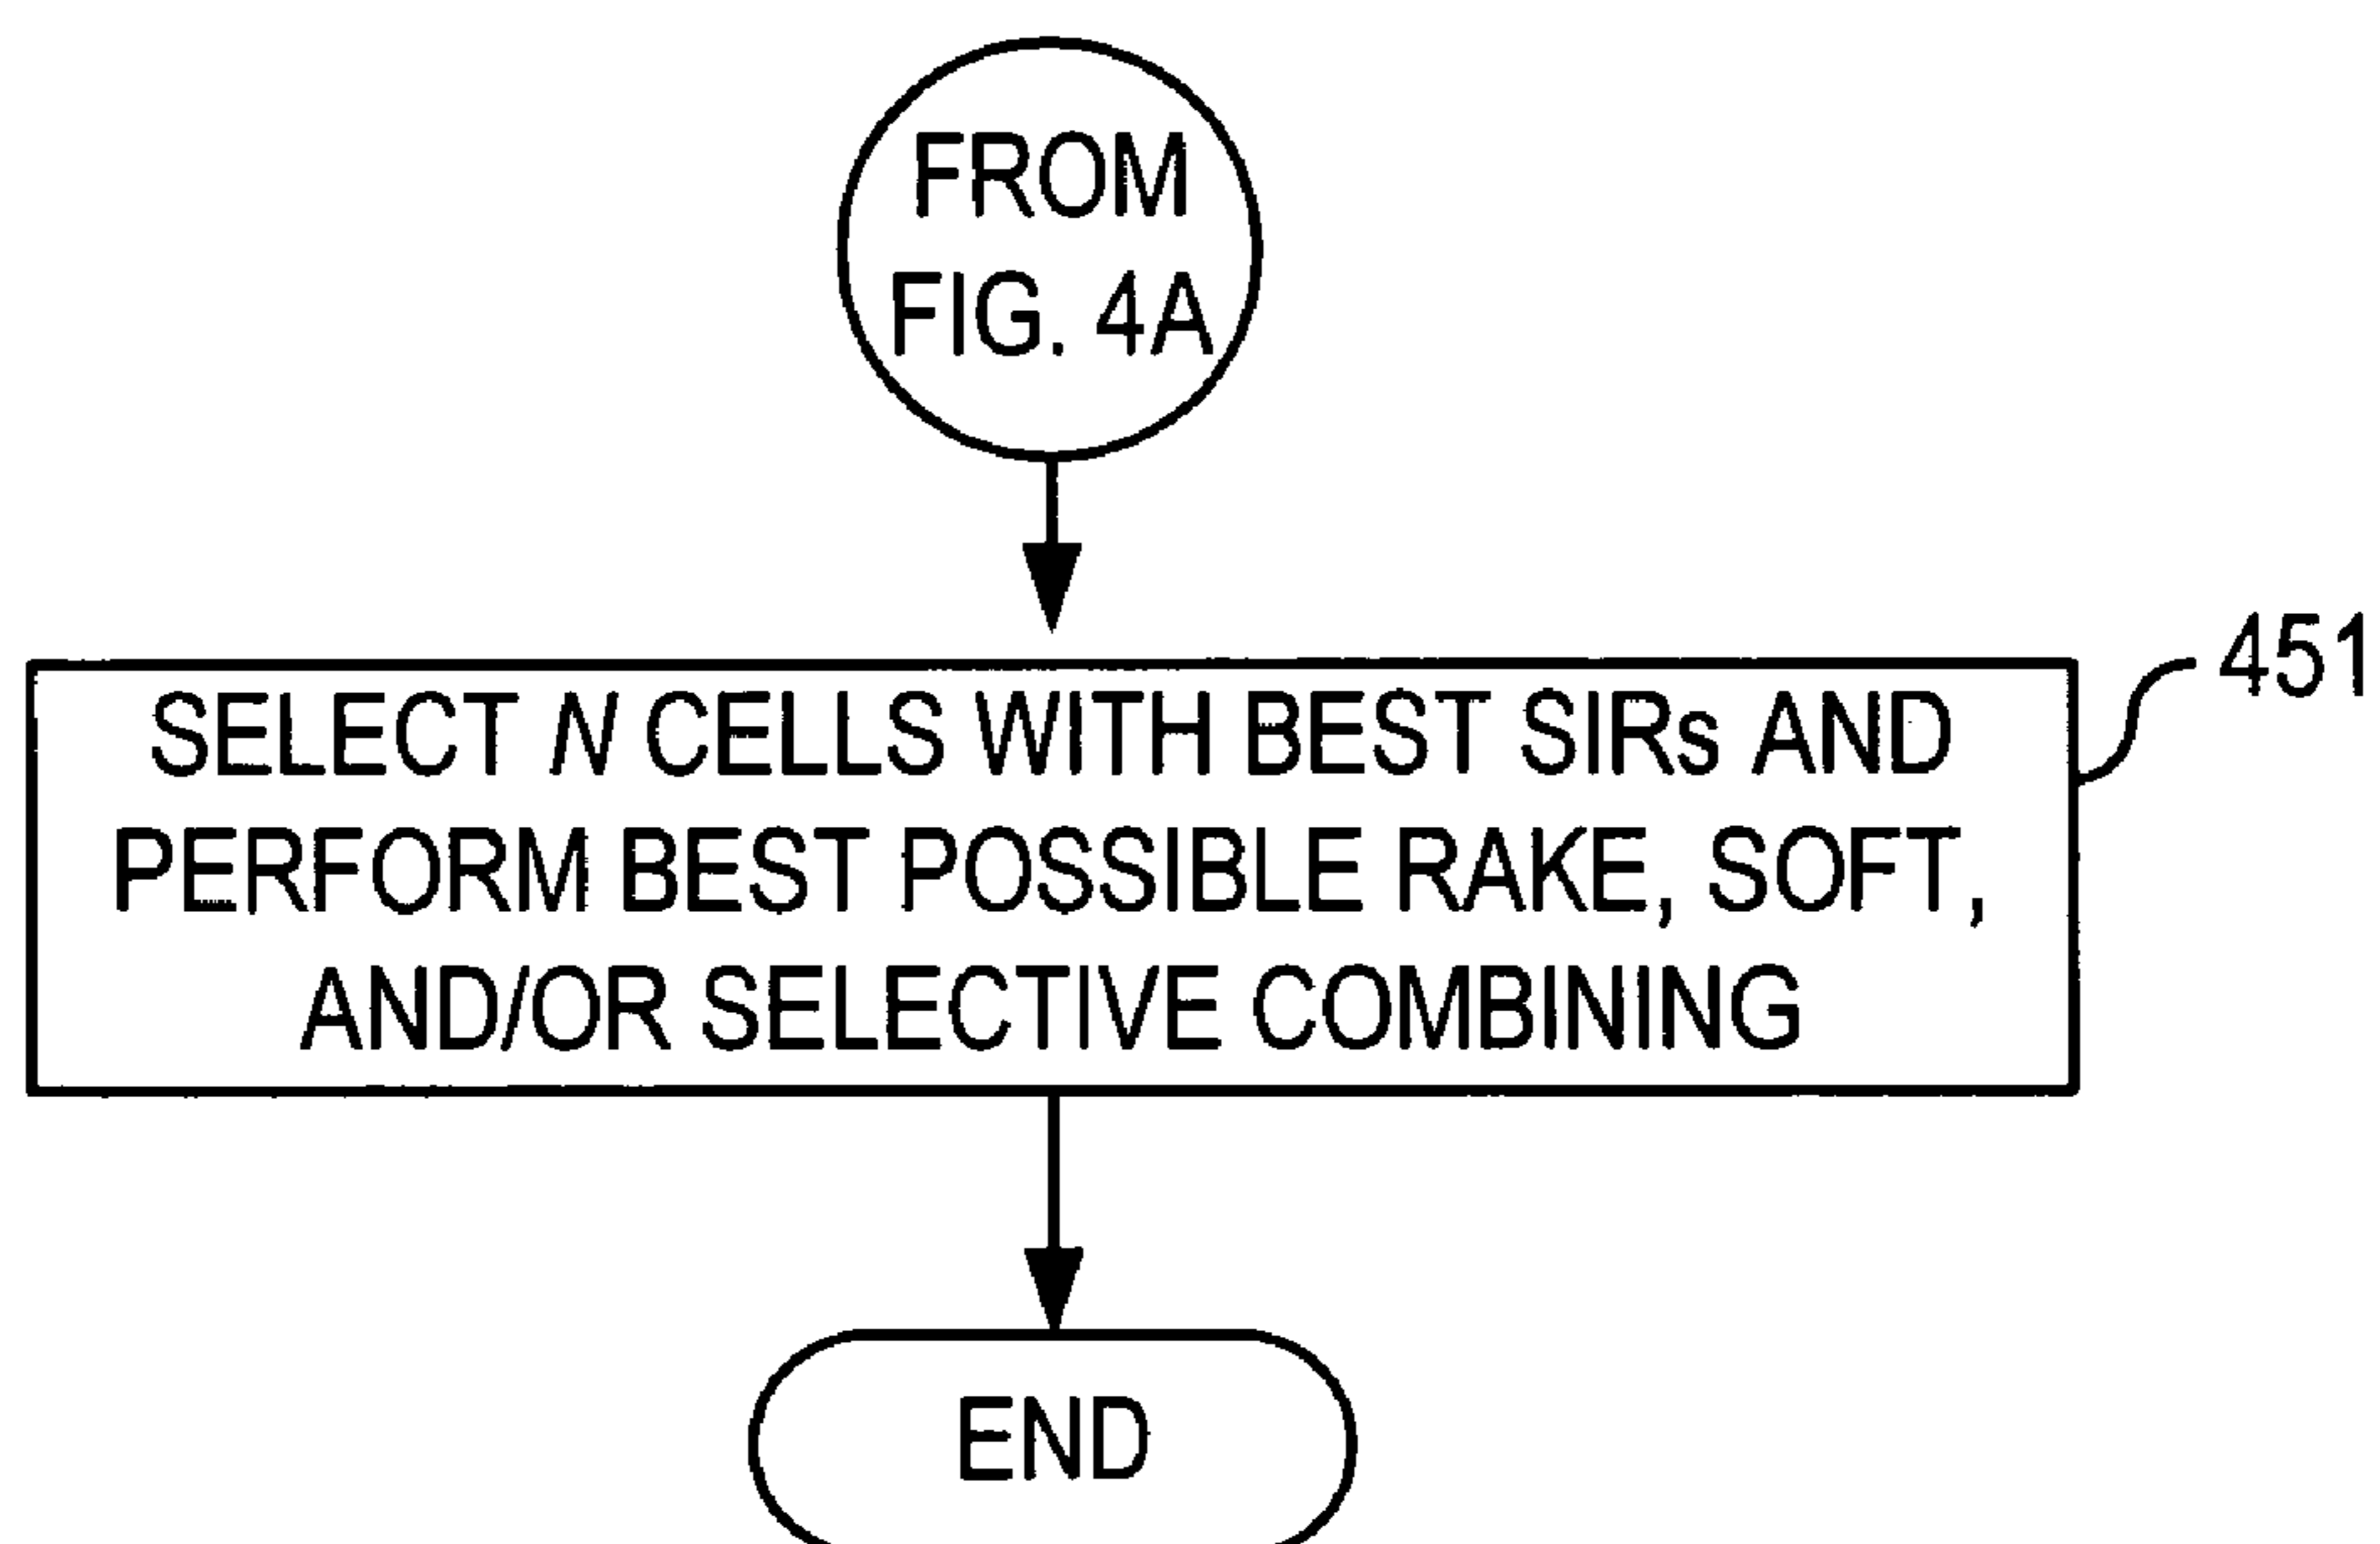 FROM
FIG. 4A
451
SELECT N CELLS WITH BEST SIRs AND
PERFORM BEST POSSIBLE RAKE, SOFT,
AND/OR SELECTIVE COMBINING
END